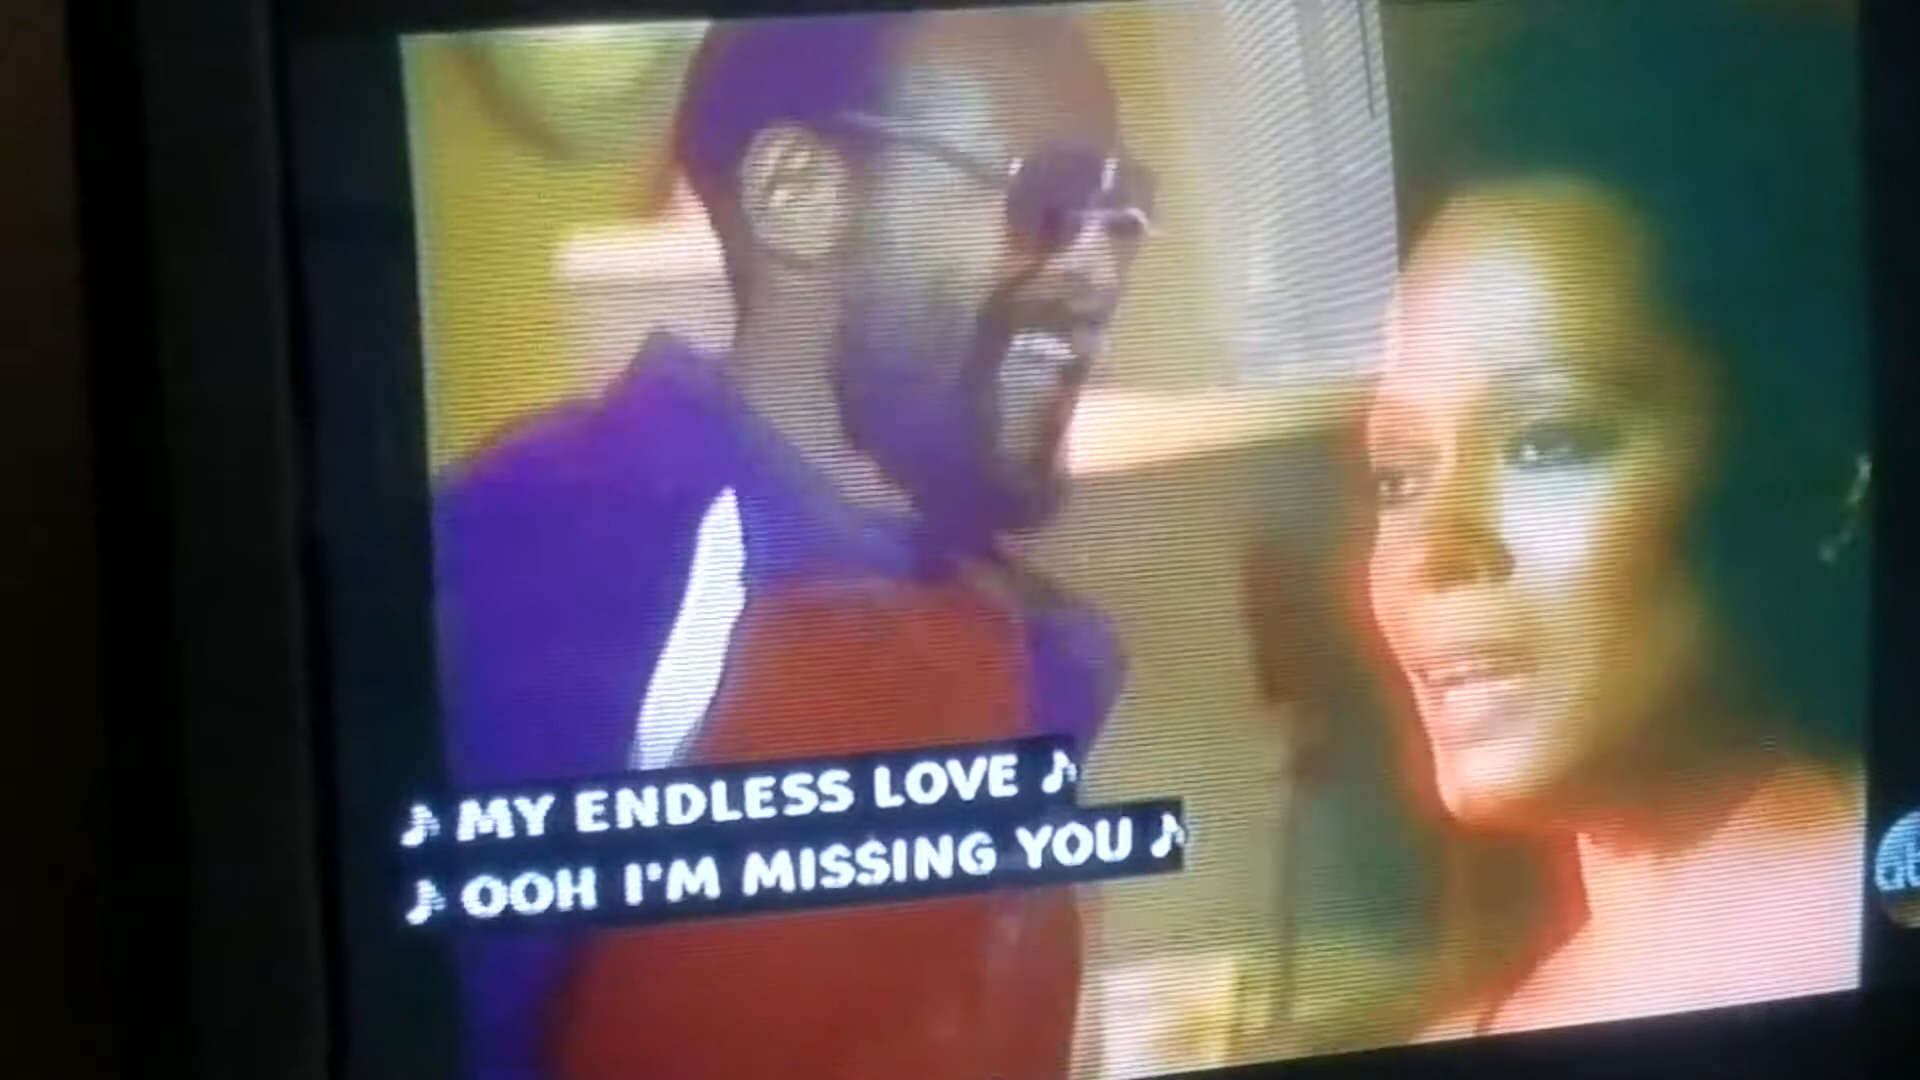 ♪ MY ENDLESS LOVE ♪
♪ OOH I'M MISSING YOU ♪